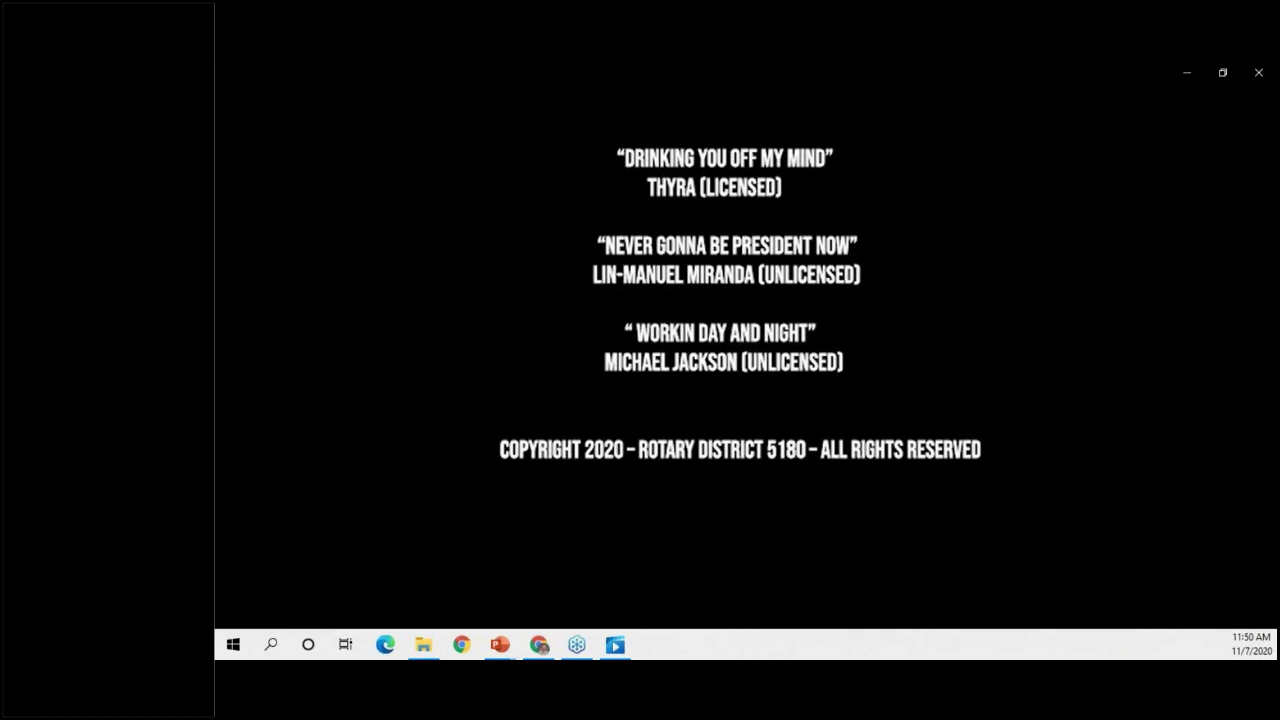 “DRINKING YOU OFF MY MIND”
THYRA (LICENSED)
“NEVER GONNA BE PRESIDENT NOW”
LIN-MANUEL MIRANDA (UNLICENSED)
“ WORKIN DAY AND NIGHT”
MICHAEL JACKSON (UNLICENSED)
COPYRIGHT 2020 – ROTARY DISTRICT 5180 – ALL RIGHTS RESERVED
11:50 AM
11/7/2020